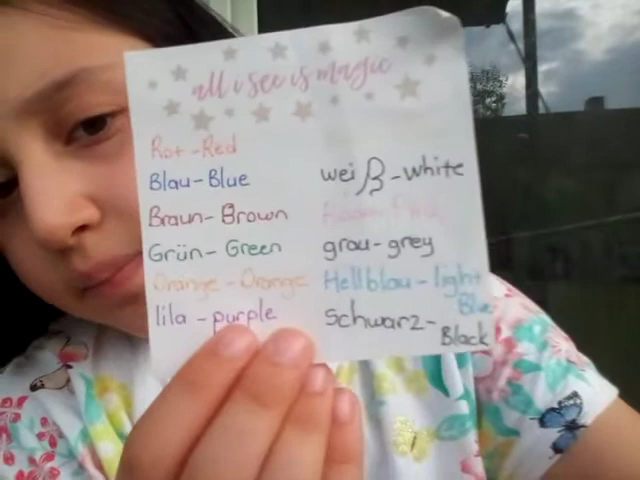 all i see is magic
Rot-Red
Blau-Blue
Braun-Brown
Grün-Green
Orange-Orange
lila-purple
weiß-white
grau-grey
Hellblau-light
Blue
Schwarz-
Black